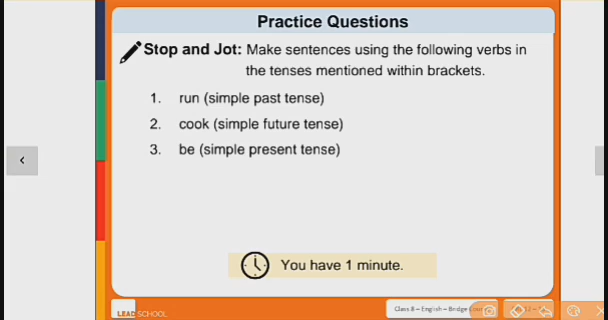 Practice Questions
Stop and Jot: Make sentences using the following verbs in
the tenses mentioned within brackets.
1. run (simple past tense)
2. cook (simple future tense)
3. be (simple present tense)
You have 1 minute.
LEAD SCHOOL
Class 8 – English – Bridge